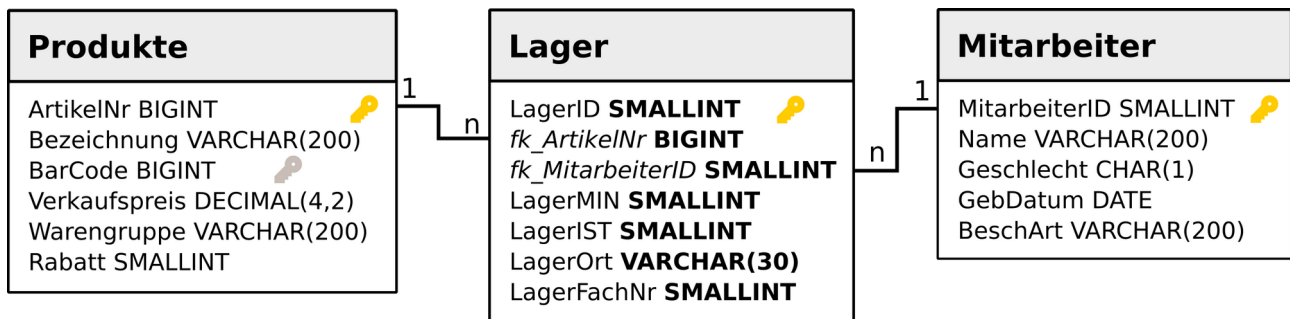 Produkte
ArtikelNr BIGINT
Bezeichnung VARCHAR(200)
BarCode BIGINT
Verkaufspreis DECIMAL(4,2)
Warengruppe VARCHAR(200)
Rabatt SMALLINT
1
n
Lager
LagerID SMALLINT
fk_ArtikelNr BIGINT
fk_MitarbeiterID SMALLINT
LagerMIN SMALLINT
LagerIST SMALLINT
LagerOrt VARCHAR(30)
LagerFachNr SMALLINT
1
n
Mitarbeiter
MitarbeiterID SMALLINT
Name VARCHAR(200)
Geschlecht CHAR(1)
GebDatum DATE
BeschArt VARCHAR(200)